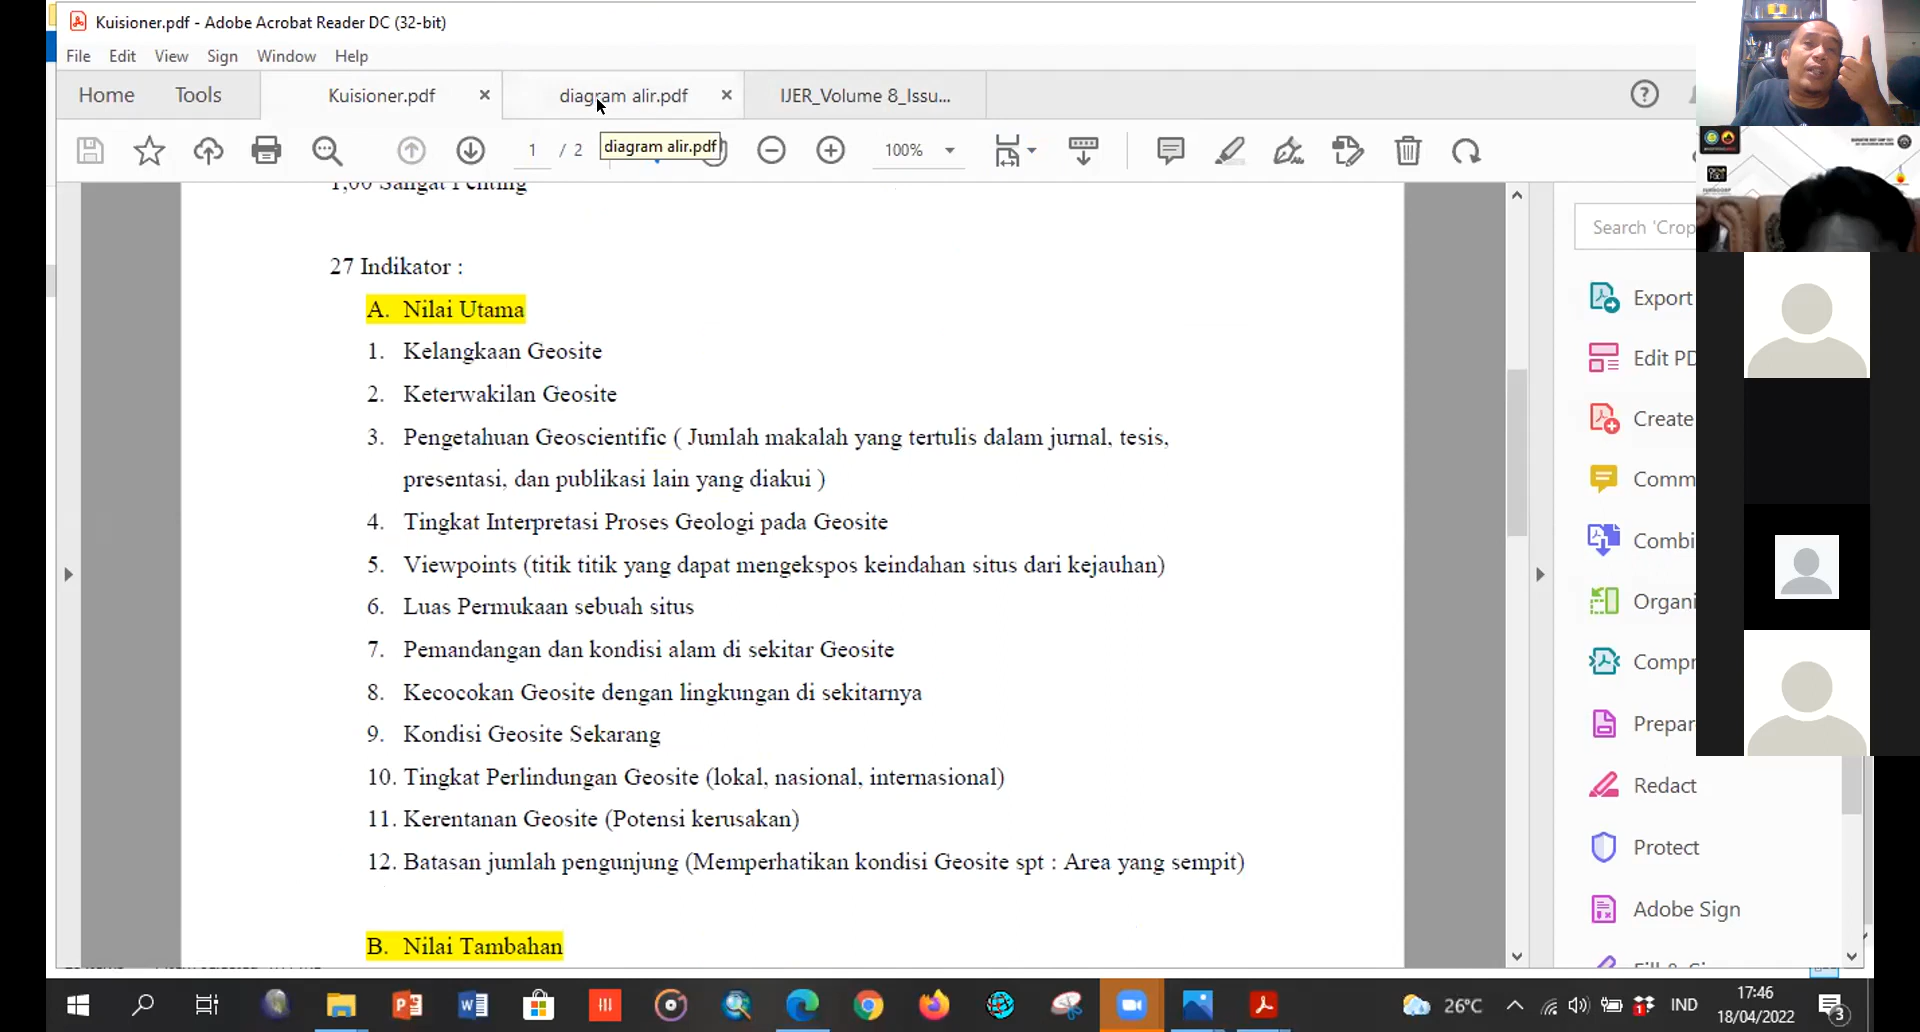 Kuisioner.pdf - Adobe Acrobat Reader DC (32-bit)
File Edit View Sign Window Help
Home Tools Kuisioner.pdf diagram alir.pdf IJER_Volume 8_Issu...
1 / 2 100%
diagram alir.pdf
1,00 Sangat Penting
27 Indikator :
A. Nilai Utama
1. Kelangkaan Geosite
2. Keterwakilan Geosite
3. Pengetahuan Geoscientific ( Jumlah makalah yang tertulis dalam jurnal, tesis,
presentasi, dan publikasi lain yang diakui )
4. Tingkat Interpretasi Proses Geologi pada Geosite
5. Viewpoints (titik titik yang dapat mengekspos keindahan situs dari kejauhan)
6. Luas Permukaan sebuah situs
7. Pemandangan dan kondisi alam di sekitar Geosite
8. Kecocokan Geosite dengan lingkungan di sekitarnya
9. Kondisi Geosite Sekarang
10. Tingkat Perlindungan Geosite (lokal, nasional, internasional)
11. Kerentanan Geosite (Potensi kerusakan)
12. Batasan jumlah pengunjung (Memperhatikan kondisi Geosite spt : Area yang sempit)
B. Nilai Tambahan
Search 'Crop
Export
Edit PD
Create
Comm
Combi
Organi
Compr
Prepar
Redact
Protect
Adobe Sign
26°C IND 17:46
18/04/2022
3